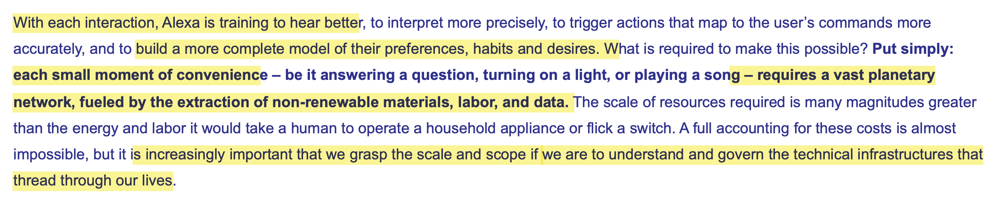 With each interaction, Alexa is training to hear better, to interpret more precisely, to trigger actions that map to the user’s commands more
accurately, and to build a more complete model of their preferences, habits and desires. What is required to make this possible? Put simply:
each small moment of convenience – be it answering a question, turning on a light, or playing a song – requires a vast planetary
network, fueled by the extraction of non-renewable materials, labor, and data. The scale of resources required is many magnitudes greater
than the energy and labor it would take a human to operate a household appliance or flick a switch. A full accounting for these costs is almost
impossible, but it is increasingly important that we grasp the scale and scope if we are to understand and govern the technical infrastructures that
thread through our lives.